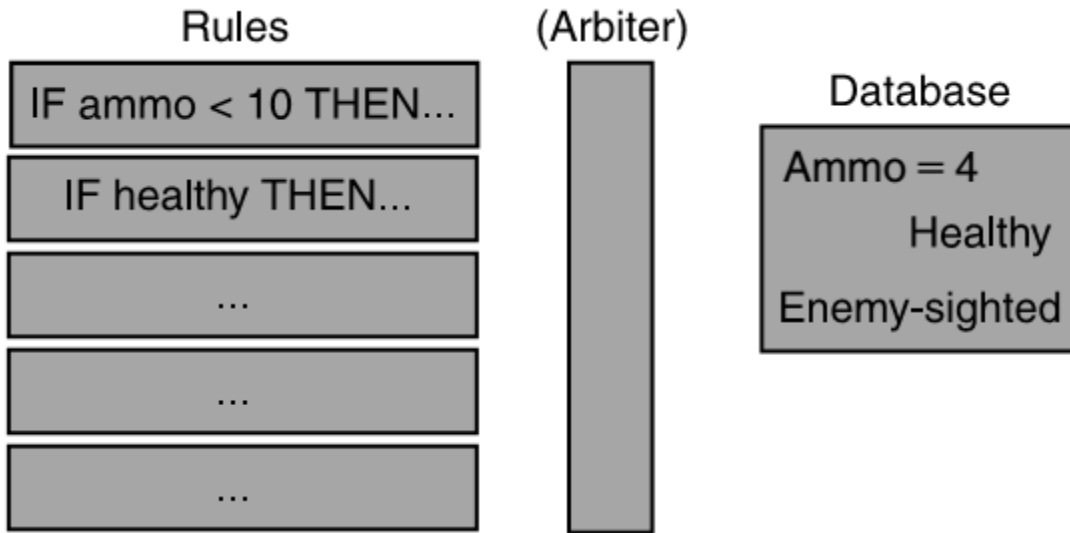 Rules
IF ammo < 10 THEN...
IF healthy THEN...
...
...
...
(Arbiter)
Database
Ammo = 4
Healthy
Enemy-sighted